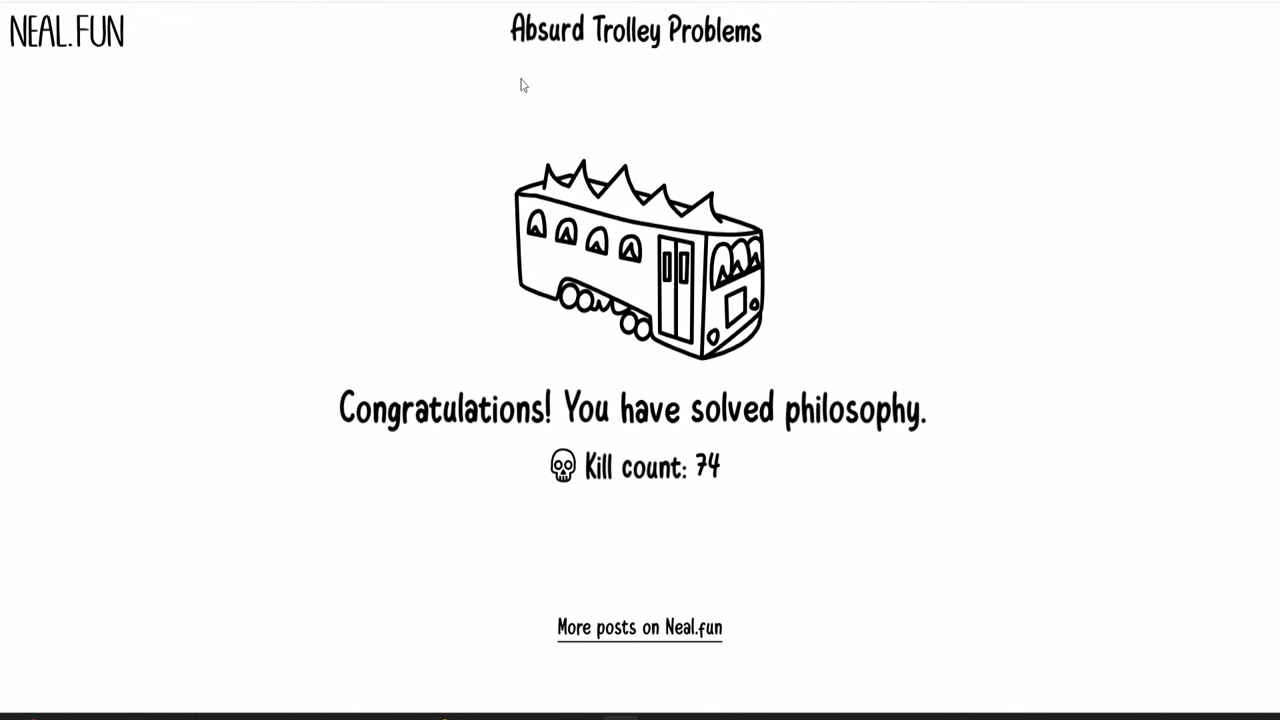 NEAL.FUN
Absurd Trolley Problems
Congratulations! You have solved philosophy.
Kill count: 74
More posts on Neal.fun